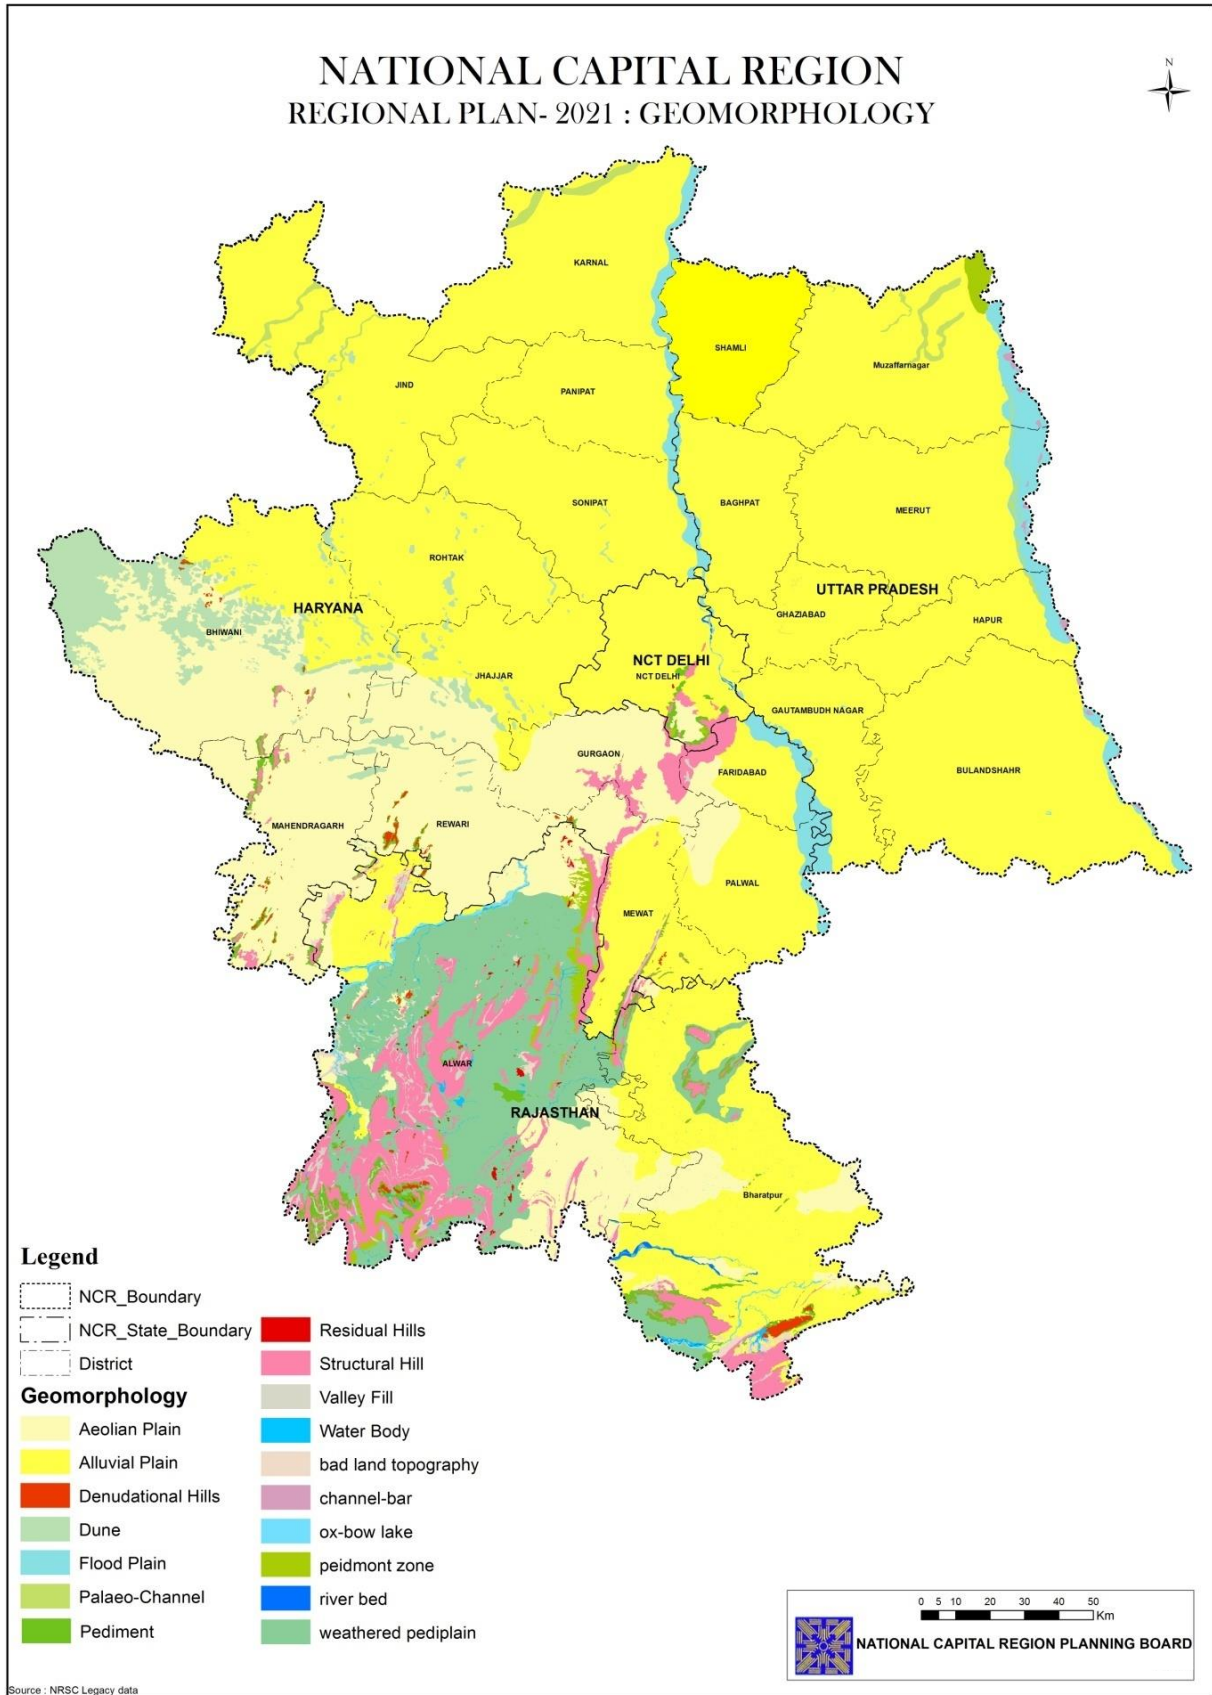 NATIONAL CAPITAL REGION
REGIONAL PLAN- 2021 : GEOMORPHOLOGY
N
KARNAL
SHAMLI
Muzaffarnagar
JIND
PANIPAT
SONIPAT
BAGHPAT
MEERUT
ROHTAK
UTTAR PRADESH
HARYANA
GHAZIABAD
HAPUR
BHIWANI
NCT DELHI
NCT DELHI
JHAJJAR
GAUTAMBUDH NAGAR
GURGAON
FARIDABAD
BULANDSHAHR
MAHENDRAGARH
REWARI
PALWAL
MEWAT
ALWAR
RAJASTHAN
Bharatpur
Legend
NCR_Boundary
NCR_State_Boundary
District
Geomorphology
Aeolian Plain
Alluvial Plain
Denudational Hills
Dune
Flood Plain
Palaeo-Channel
Pediment
Residual Hills
Structural Hill
Valley Fill
Water Body
bad land topography
channel-bar
ox-bow lake
peidmont zone
river bed
weathered pediplain
0 5 10 20 30 40 50
Km
NATIONAL CAPITAL REGION PLANNING BOARD
Source : NRSC Legacy data